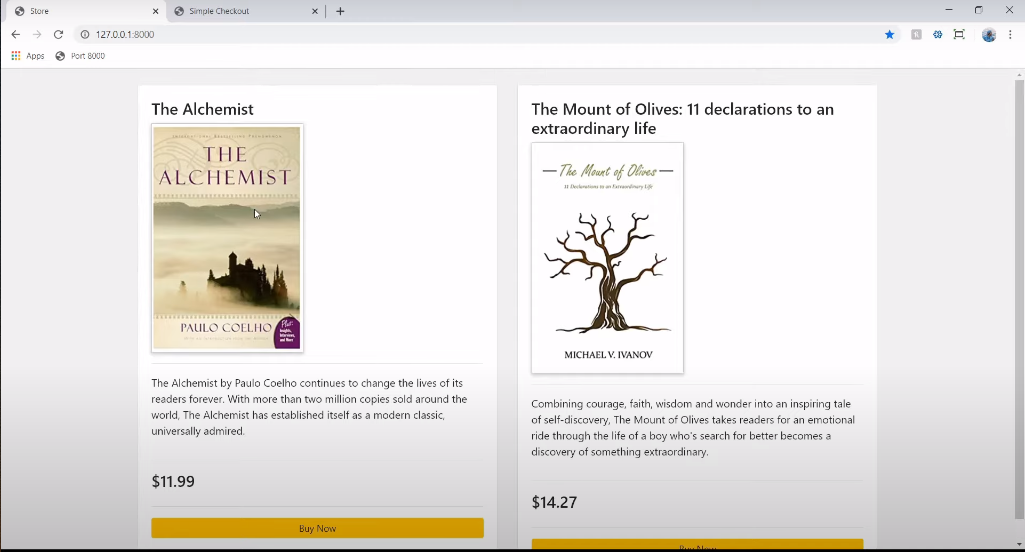 Store
Simple Checkout
127.0.0.1:8000
Apps
Port 8000
The Alchemist
THE
ALCHEMIST
PAULO COELHO
Plus:
Insights,
Interviews,
and More
The Alchemist by Paulo Coelho continues to change the lives of its
readers forever. With more than two million copies sold around the
world, The Alchemist has established itself as a modern classic,
universally admired.
$11.99
Buy Now
The Mount of Olives: 11 declarations to an
extraordinary life
The Mount of Olives
11 Declarations to an Extraordinary Life
MICHAEL V. IVANOV
Combining courage, faith, wisdom and wonder into an inspiring tale
of self-discovery, The Mount of Olives takes readers for an emotional
ride through the life of a boy who's search for better becomes a
discovery of something extraordinary.
$14.27
Buy Now